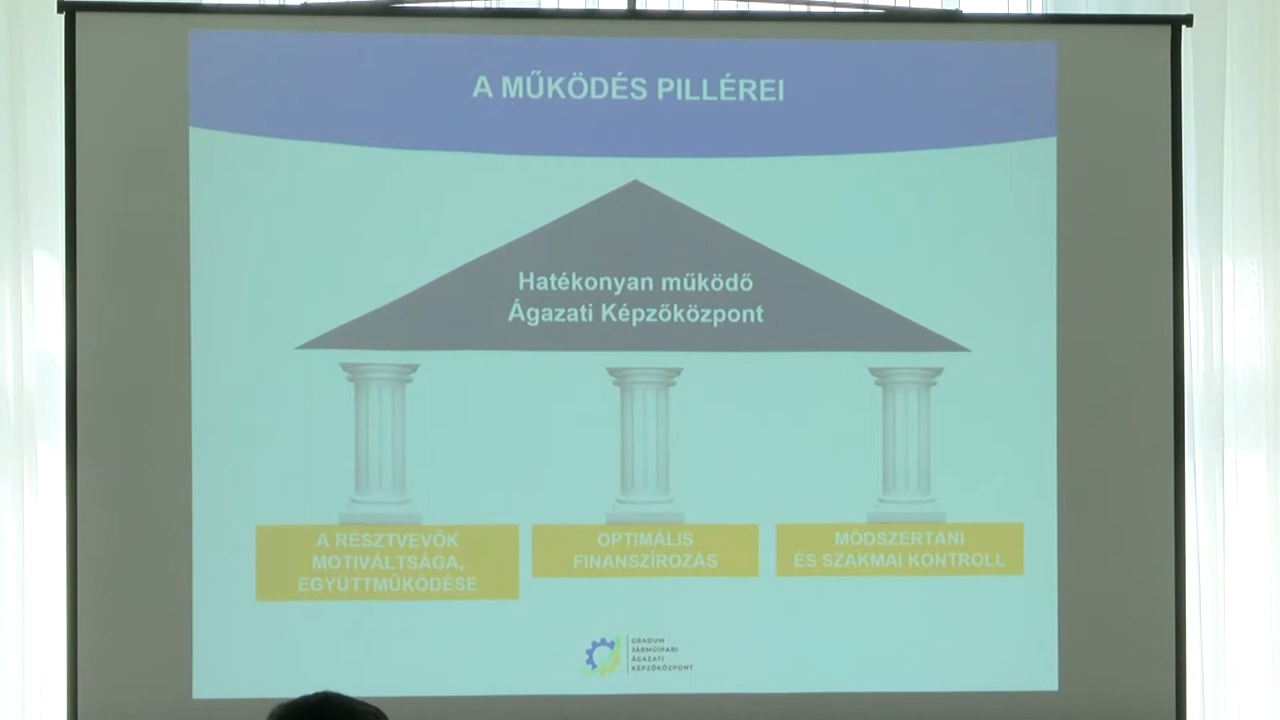 A MŰKÖDÉS PILLÉREI
Hatékonyan működő
Ágazati Képzőközpont
A RÉSZTVEVŐK
MOTIVÁLTSÁGA,
EGYÜTTMŰKÖDÉSE
OPTIMÁLIS
FINANSZÍROZÁS
MÓDSZERTANI
ÉS SZAKMAI KONTROLL
GRADUM
JÁRMŰIPARI
ÁGAZATI
KÉPZŐKÖZPONT